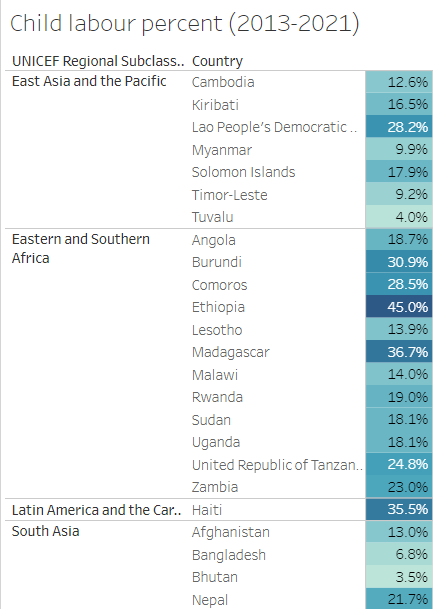 Child labour percent (2013-2021)
UNICEF Regional Subclass.. Country
East Asia and the Pacific Cambodia 12.6%
Kiribati 16.5%
Lao People's Democratic .. 28.2%
Myanmar 9.9%
Solomon Islands 17.9%
Timor-Leste 9.2%
Tuvalu 4.0%
Eastern and Southern Africa Angola 18.7%
Burundi 30.9%
Comoros 28.5%
Ethiopia 45.0%
Lesotho 13.9%
Madagascar 36.7%
Malawi 14.0%
Rwanda 19.0%
Sudan 18.1%
Uganda 18.1%
United Republic of Tanzan.. 24.8%
Zambia 23.0%
Latin America and the Car.. Haiti 35.5%
South Asia Afghanistan 13.0%
Bangladesh 6.8%
Bhutan 3.5%
Nepal 21.7%